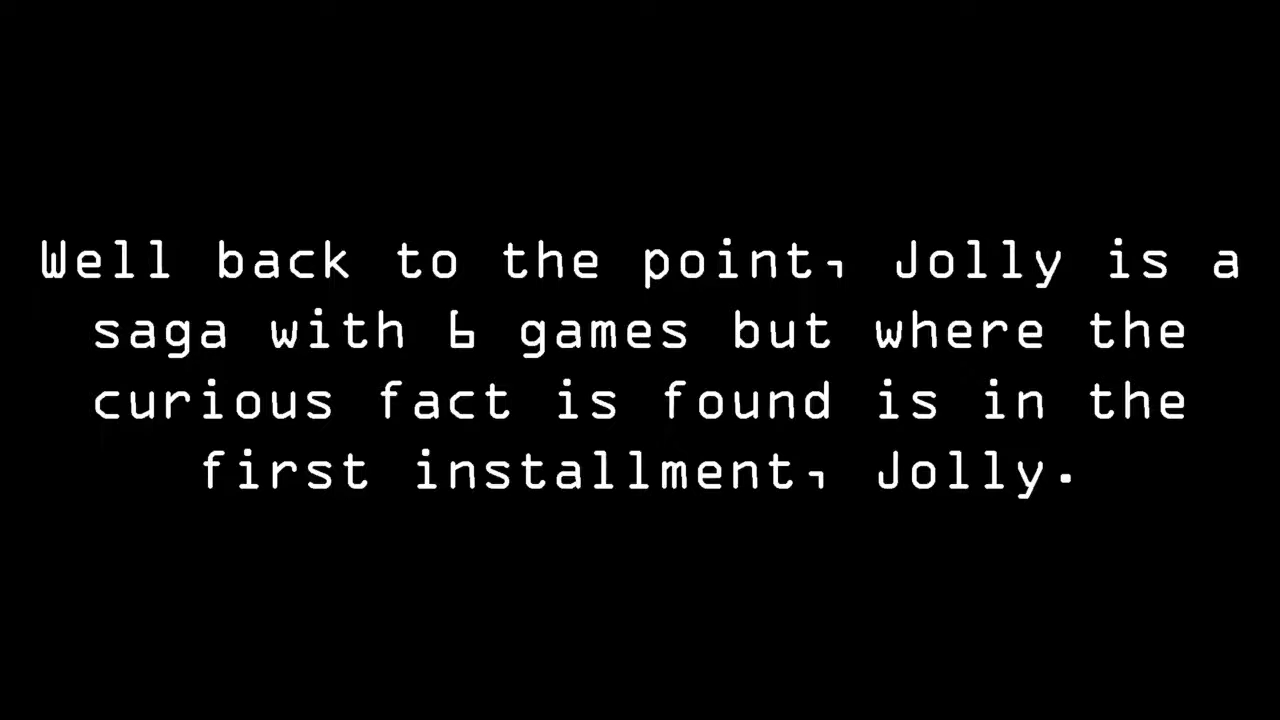 Well back to the point, Jolly is a
saga with 6 games but where the
curious fact is found is in the
first installment, Jolly.